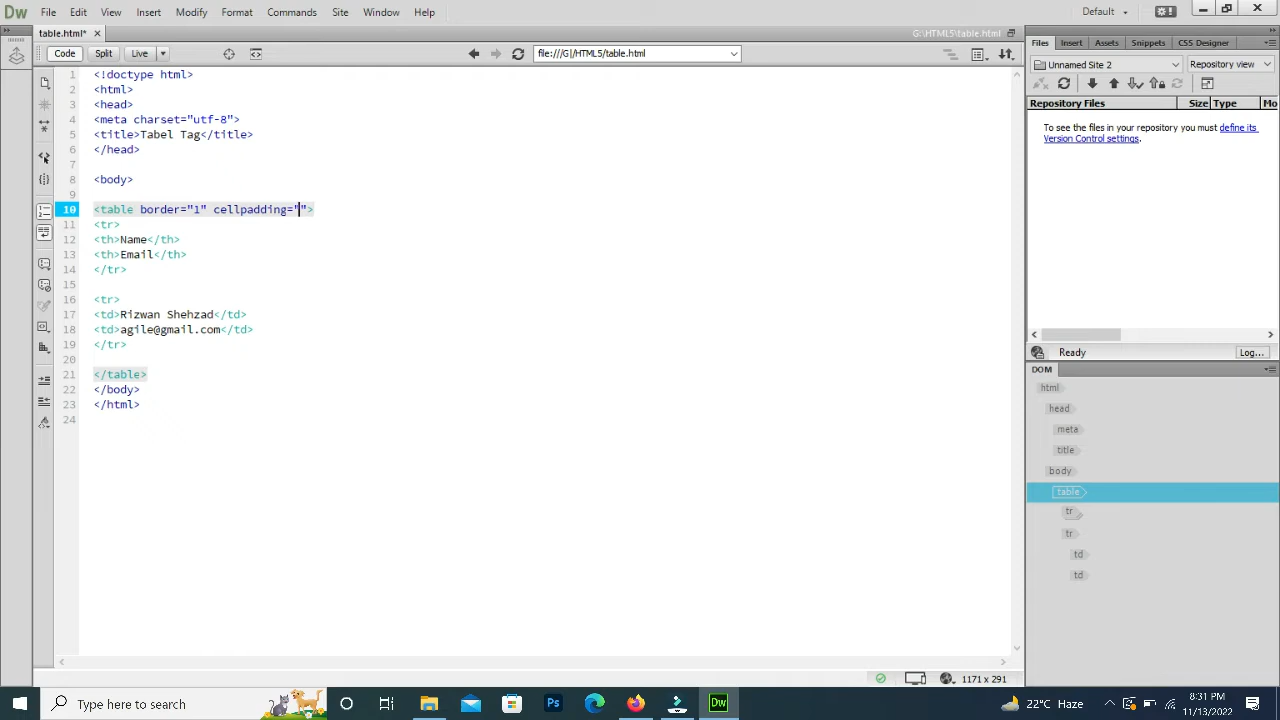 Dw File Edit View Insert Modify Format Commands Site Window Help Default
table.html*
G:\HTML5\table.html
Code Split Live file:///G|/HTML5/table.html
1 <!doctype html>
2 <html>
3 <head>
4 <meta charset="utf-8">
5 <title>Tabel Tag</title>
6 </head>
7
8 <body>
9
10 <table border="1" cellpadding="">
11 <tr>
12 <th>Name</th>
13 <th>Email</th>
14 </tr>
15
16 <tr>
17 <td>Rizwan Shehzad</td>
18 <td>agile@gmail.com</td>
19 </tr>
20
21 </table>
22 </body>
23 </html>
24
1171 x 291
Files Insert Assets Snippets CSS Designer
Unnamed Site 2 Repository view
Repository Files Size Type Mo
To see the files in your repository you must define its
Version Control settings.
Ready Log...
DOM
html
head
meta
title
body
table
tr
tr
td
td
Type here to search
Ps
Dw
22°C Haze
8:31 PM
11/13/2022